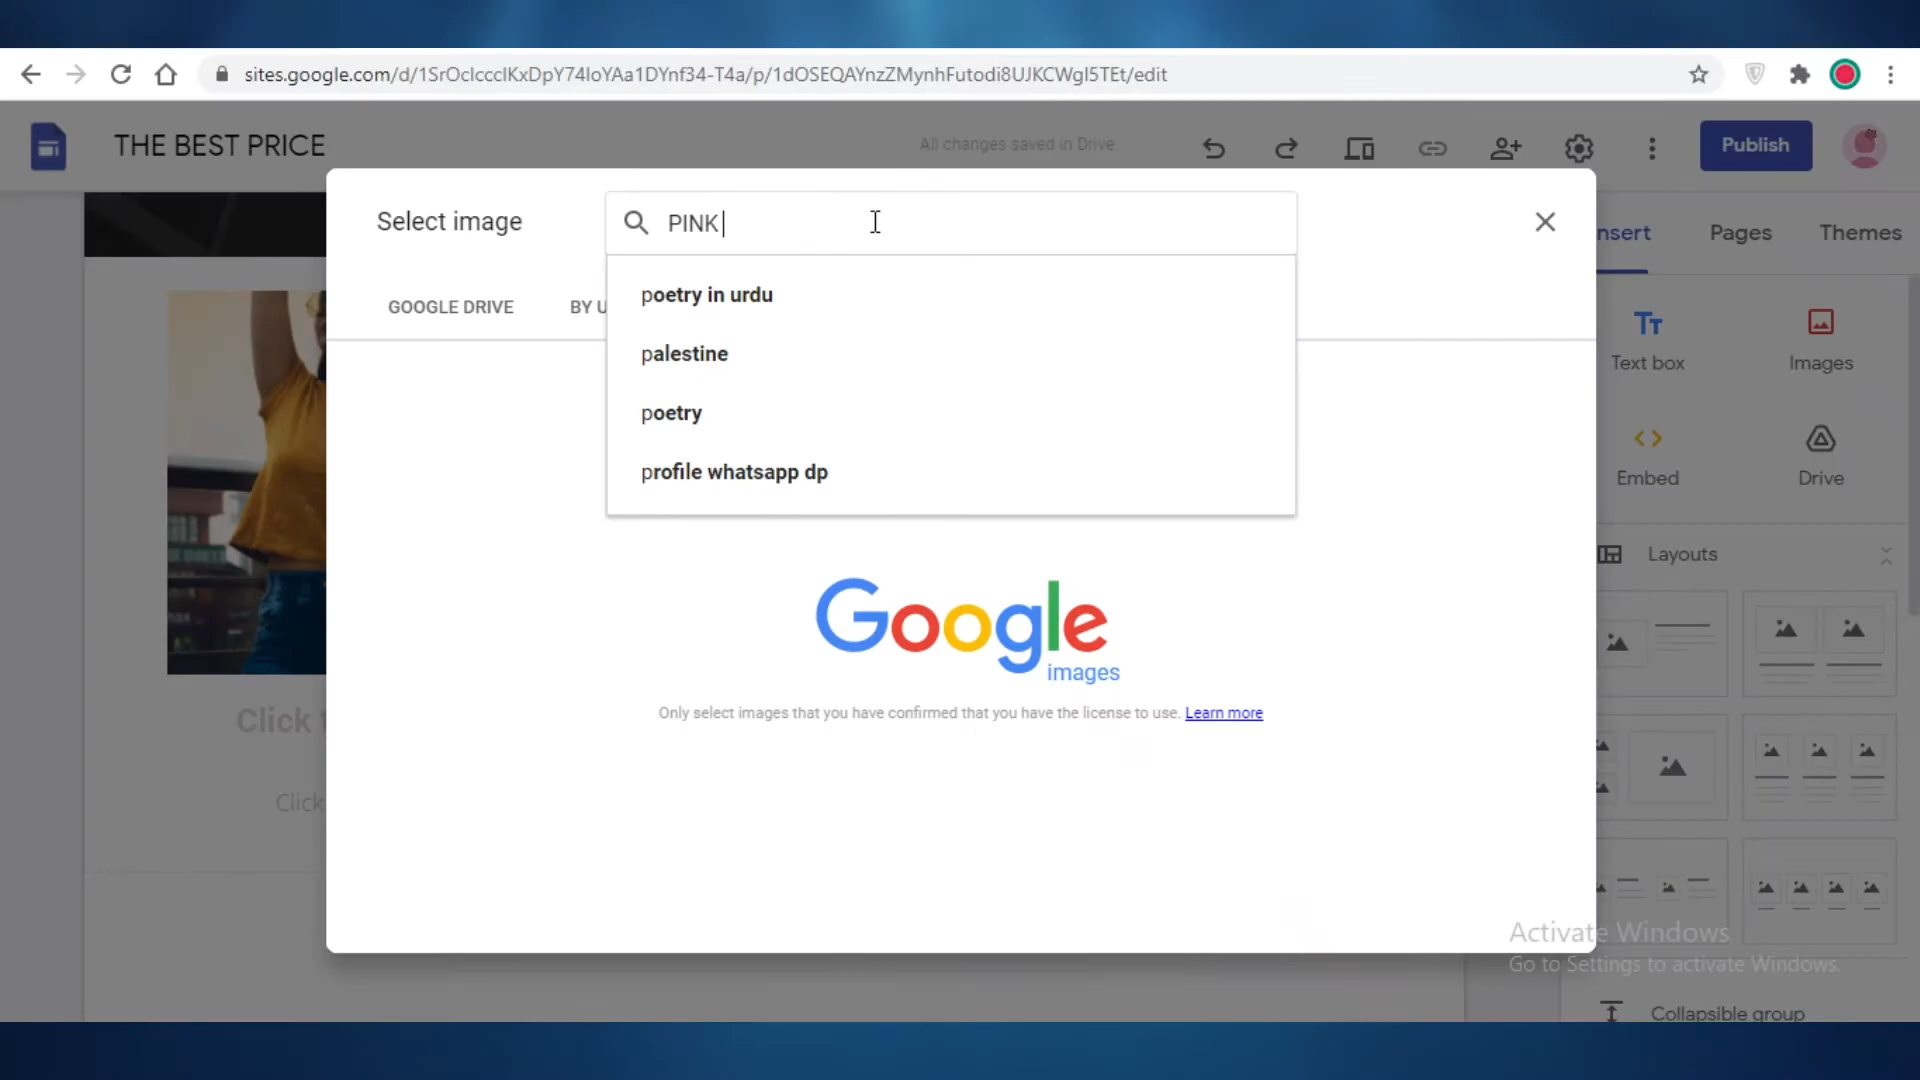 sites.google.com/d/1SrOclccclKxDpY74loYAa1DYnf34-T4a/p/1dOSEQAYnzZMynhFutodi8UJKCWgl5TEt/edit
THE BEST PRICE
All changes saved in Drive
Publish
Select image
PINK
nsert
Pages
Themes
GOOGLE DRIVE
BY U
poetry in urdu
palestine
poetry
profile whatsapp dp
Text box
Images
Embed
Drive
Layouts
Google
images
Only select images that you have confirmed that you have the license to use. Learn more
Click
Click
Activate Windows
Go to Settings to activate Windows.
Collapsible group